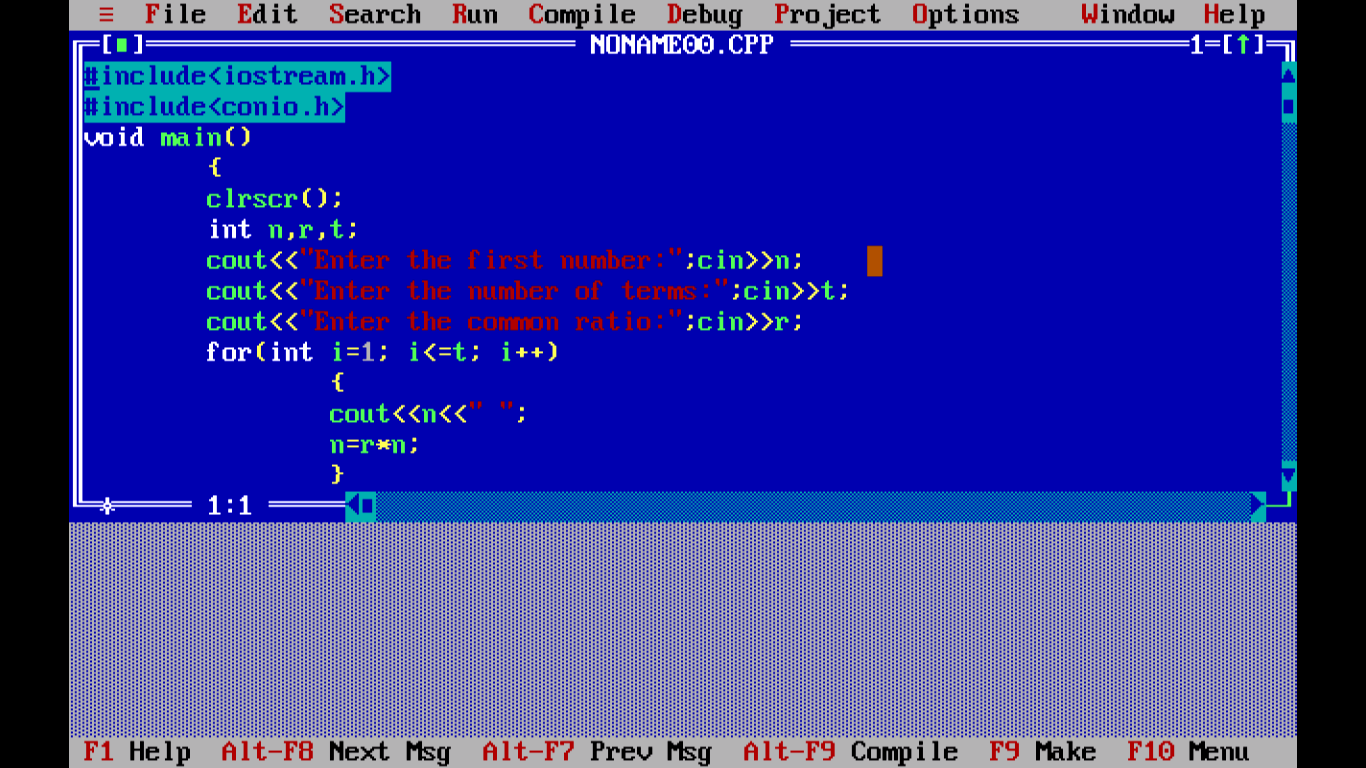 ≡ File Edit Search Run Compile Debug Project Options Window Help
[■] NONAME00.CPP 1=[↑]
#include<iostream.h>
#include<conio.h>
void main()
{
clrscr();
int n,r,t;
cout<<"Enter the first number:";cin>>n;
cout<<"Enter the number of terms:";cin>>t;
cout<<"Enter the common ratio:";cin>>r;
for(int i=1; i<=t; i++)
{
cout<<n<<" ";
n=r*n;
}
1:1
F1 Help Alt-F8 Next Msg Alt-F7 Prev Msg Alt-F9 Compile F9 Make F10 Menu